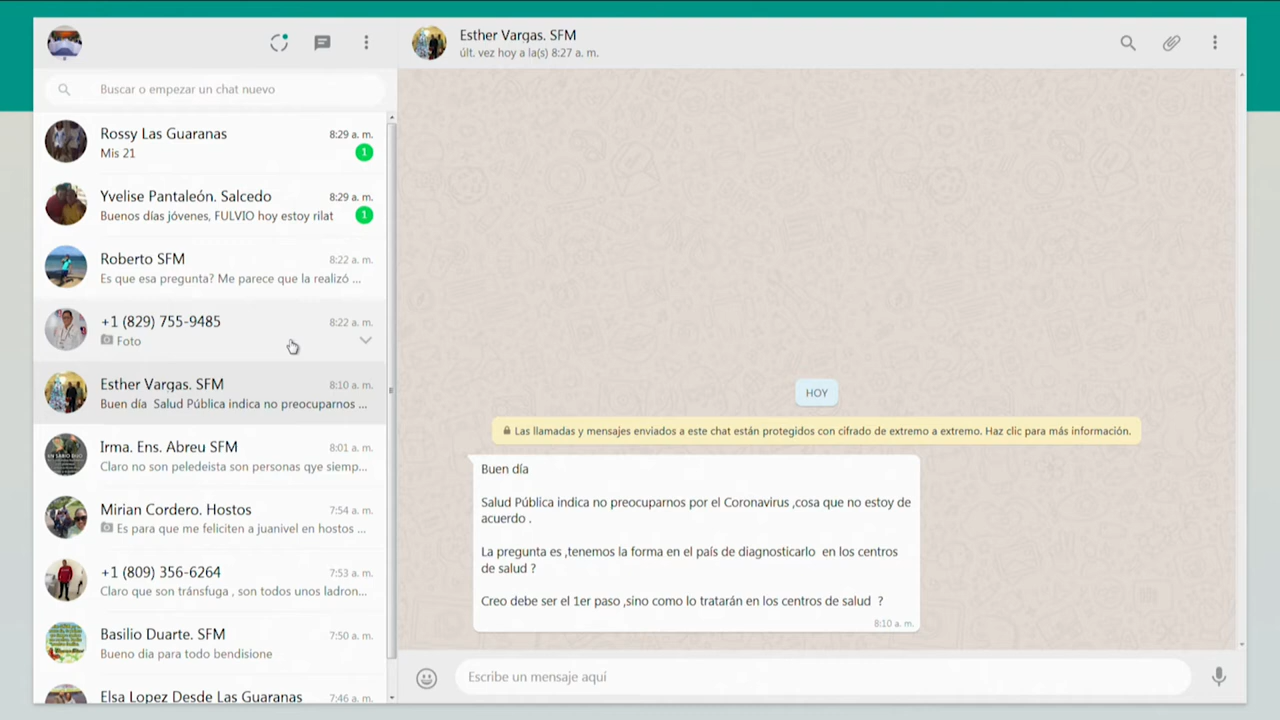 Buscar o empezar un chat nuevo
Rossy Las Guaranas
8:29 a. m.
Mis 21
1
Yvelise Pantaleón. Salcedo
8:29 a. m.
Buenos días jóvenes, FULVIO hoy estoy rilat
1
Roberto SFM
8:22 a. m.
Es que esa pregunta? Me parece que la realizó ...
+1 (829) 755-9485
8:22 a. m.
Foto
Esther Vargas. SFM
8:10 a. m.
Buen día Salud Pública indica no preocuparnos ...
Irma. Ens. Abreu SFM
8:01 a. m.
Claro no son peledeista son personas qye siemp...
Mirian Cordero. Hostos
7:54 a. m.
Es para que me feliciten a juanivel en hostos ...
+1 (809) 356-6264
7:53 a. m.
Claro que son tránsfuga , son todos unos ladron...
Basilio Duarte. SFM
7:50 a. m.
Bueno dia para todo bendisione
Elsa Lopez Desde Las Guaranas
7:46 a. m.
Esther Vargas. SFM
últ. vez hoy a la(s) 8:27 a. m.
HOY
Las llamadas y mensajes enviados a este chat están protegidos con cifrado de extremo a extremo. Haz clic para más información.
Buen día
Salud Pública indica no preocuparnos por el Coronavirus ,cosa que no estoy de
acuerdo .
La pregunta es ,tenemos la forma en el país de diagnosticarlo en los centros
de salud ?
Creo debe ser el 1er paso ,sino como lo tratarán en los centros de salud ?
8:10 a. m.
Escribe un mensaje aquí